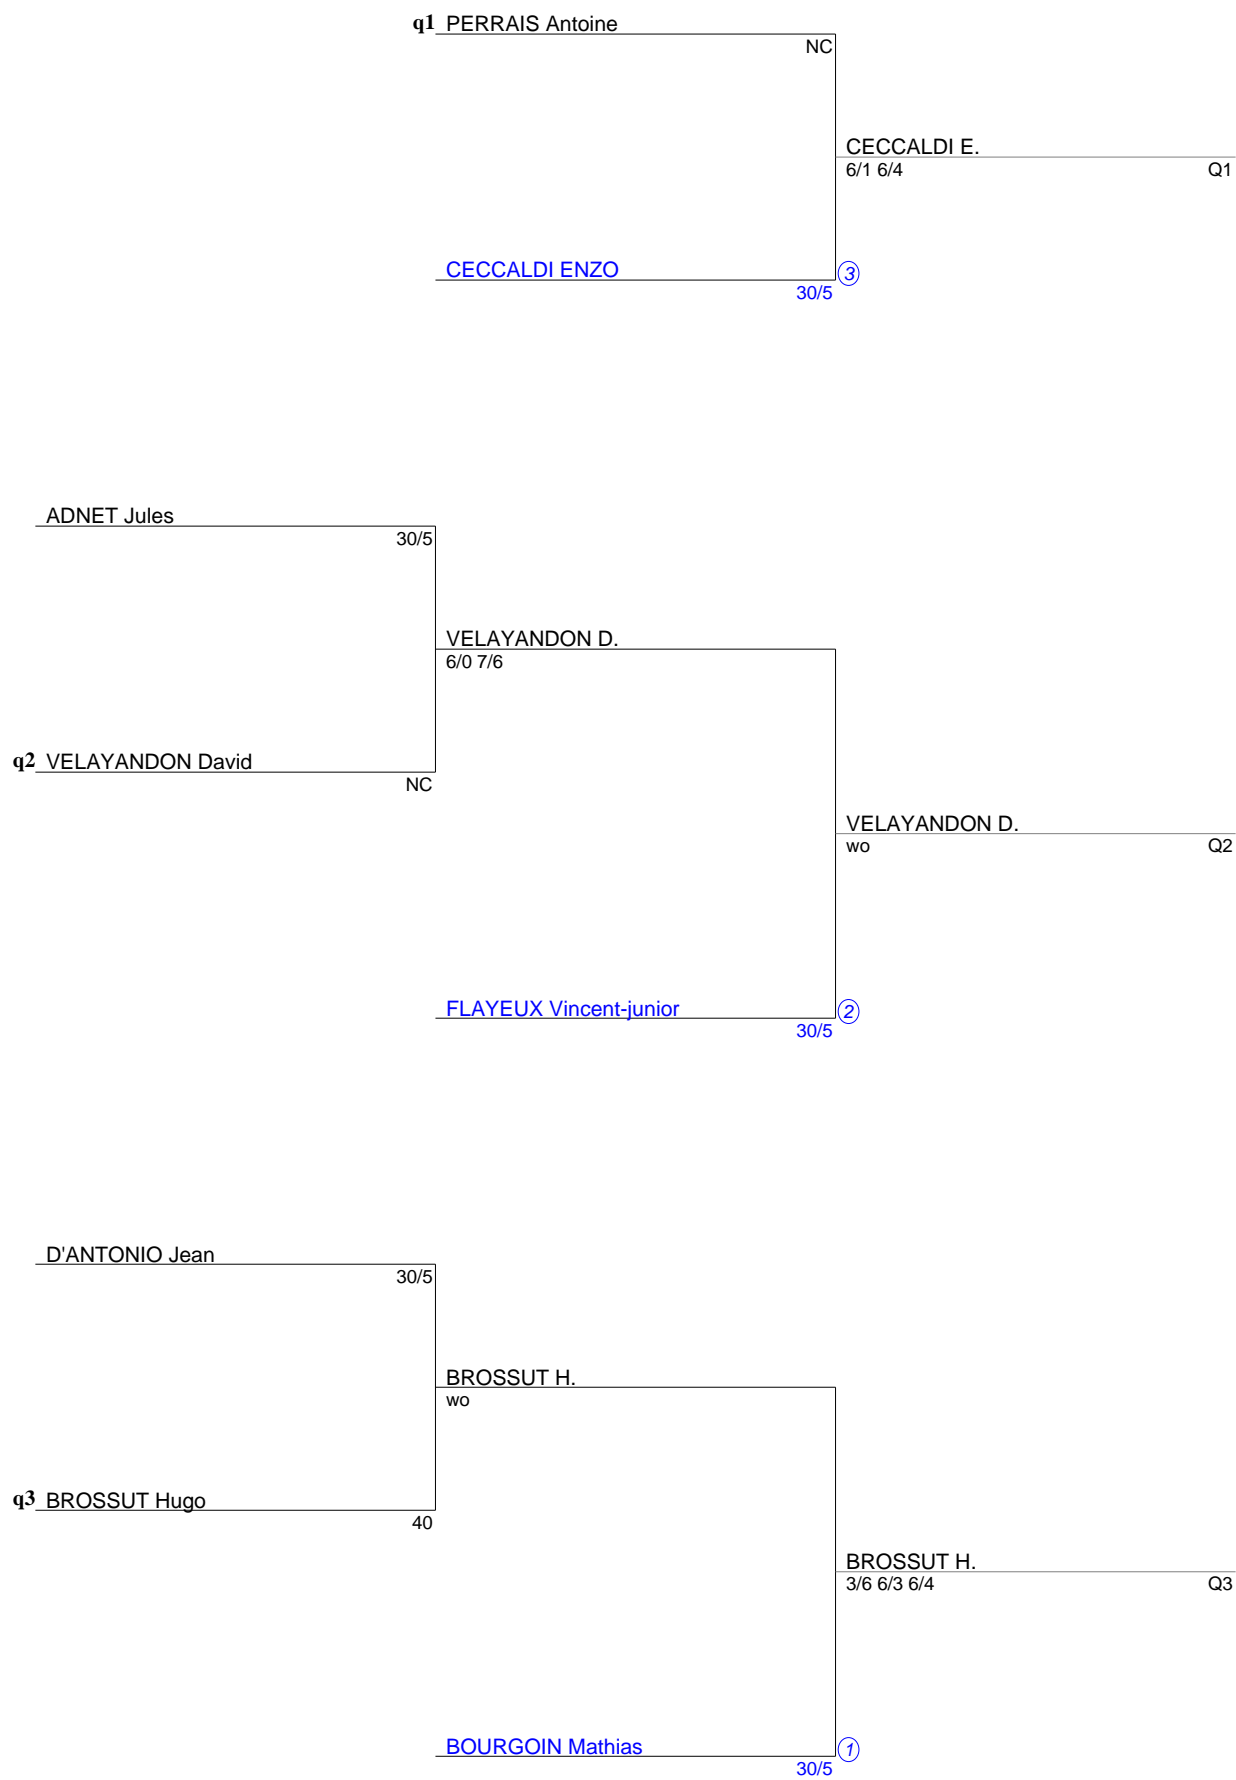 q1 PERRAIS Antoine
NC
CECCALDI E.
6/1 6/4 Q1
CECCALDI ENZO 3
30/5
ADNET Jules
30/5
VELAYANDON D.
6/0 7/6
q2 VELAYANDON David
NC
VELAYANDON D.
wo Q2
FLAYEUX Vincent-junior 2
30/5
D'ANTONIO Jean
30/5
BROSSUT H.
wo
q3 BROSSUT Hugo
40
BROSSUT H.
3/6 6/3 6/4 Q3
BOURGOIN Mathias 1
30/5